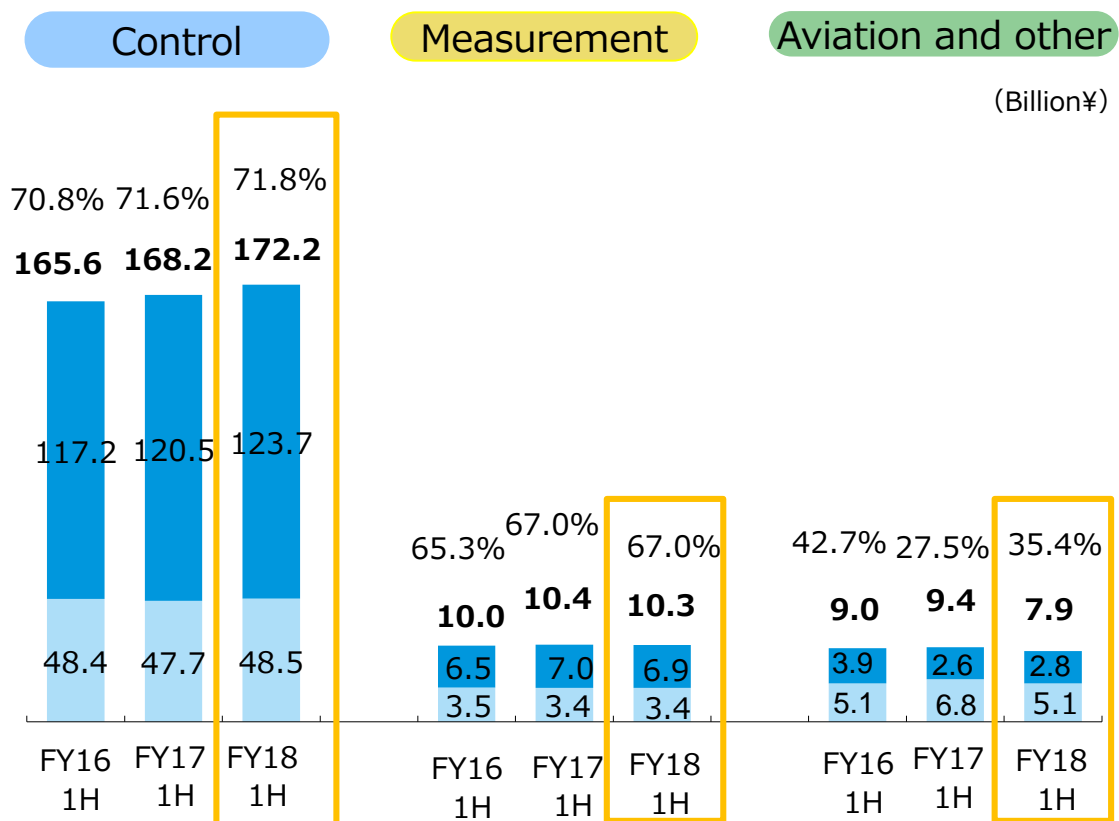 Control
Measurement
Aviation and other
（Billion¥）
70.8% 71.6% 71.8%
165.6 168.2 172.2
117.2 120.5 123.7
48.4 47.7 48.5
FY16 FY17 FY18
1H 1H 1H
65.3% 67.0% 67.0%
10.0 10.4 10.3
6.5 7.0 6.9
3.5 3.4 3.4
FY16 FY17 FY18
1H 1H 1H
42.7% 27.5% 35.4%
9.0 9.4 7.9
3.9 2.6 2.8
5.1 6.8 5.1
FY16 FY17 FY18
1H 1H 1H